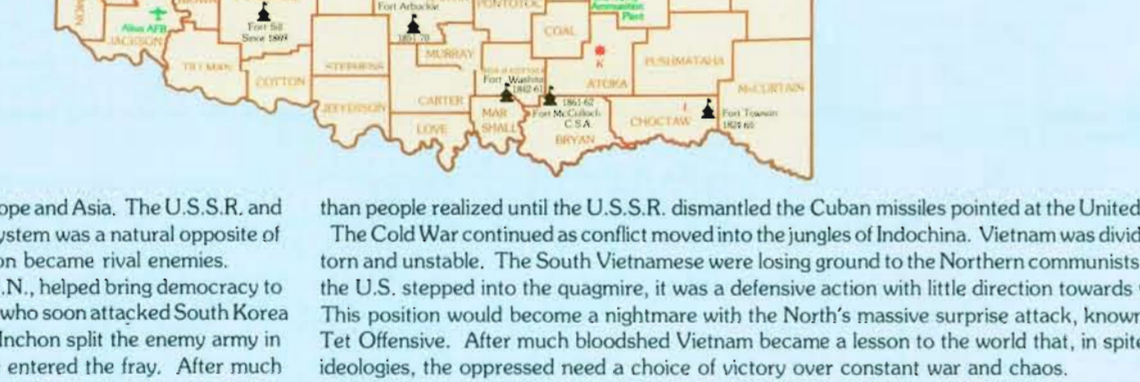 PONTOTOC
Ammunition
Plant
Fort Arbuckle
Altus AFB
JACKSON
Fort Sill
Since 1869
COAL
K
MURRAY
PUSHMATAHA
TILLMAN
COTTON
STEPHENS
Fort Washita
1842-61
ATOKA
McCURTAIN
JEFFERSON
CARTER
MAR
SHALL
1861-62
Fort McCulloch
C.S.A.
CHOCTAW
L
Fort Towson
LOVE
BRYAN
ope and Asia. The U.S.S.R. and
ystem was a natural opposite of
on became rival enemies.
.N., helped bring democracy to
who soon attacked South Korea
Inchon split the enemy army in
entered the fray. After much
than people realized until the U.S.S.R. dismantled the Cuban missiles pointed at the United
The Cold War continued as conflict moved into the jungles of Indochina. Vietnam was divid
torn and unstable. The South Vietnamese were losing ground to the Northern communists
the U.S. stepped into the quagmire, it was a defensive action with little direction towards
This position would become a nightmare with the North's massive surprise attack, known
Tet Offensive. After much bloodshed Vietnam became a lesson to the world that, in spite
ideologies, the oppressed need a choice of victory over constant war and chaos.